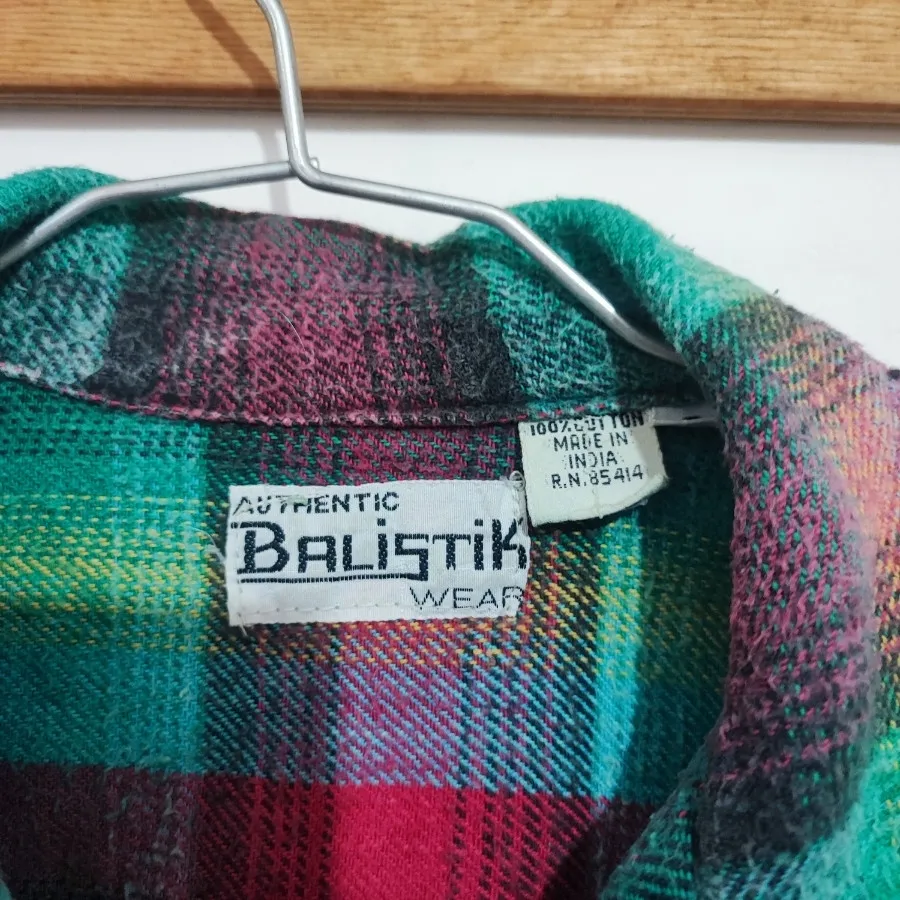 AUTHENTIC
BALISTIK
WEAR
100% COTTON
MADE IN
INDIA
R.N.85414